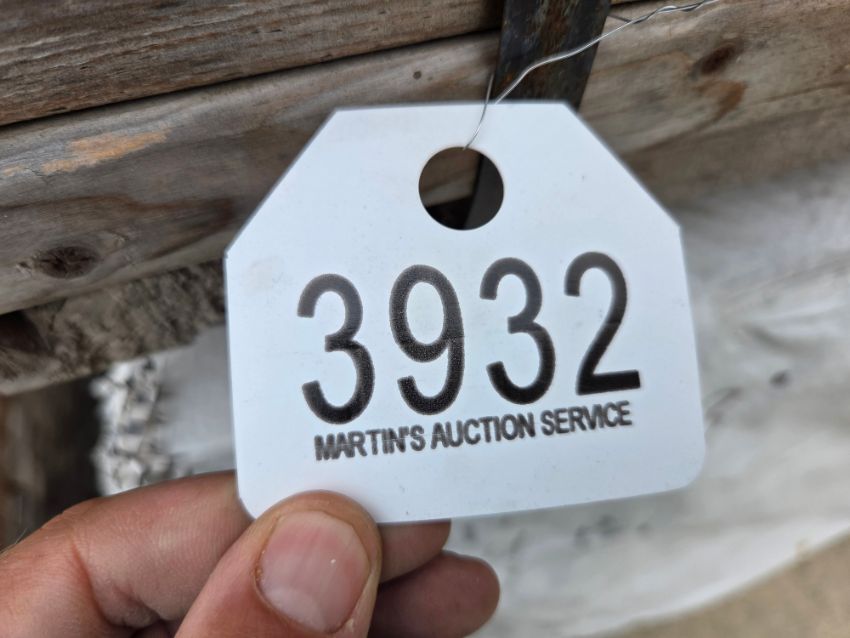 3932
MARTIN'S AUCTION SERVICE